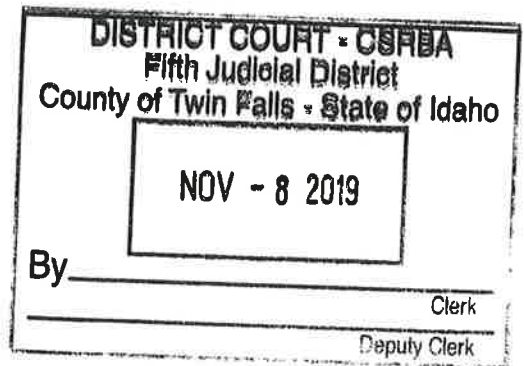 DISTRICT COURT - CSRBA
Fifth Judicial District
County of Twin Falls - State of Idaho
NOV - 8 2019
By
Clerk
Deputy Clerk